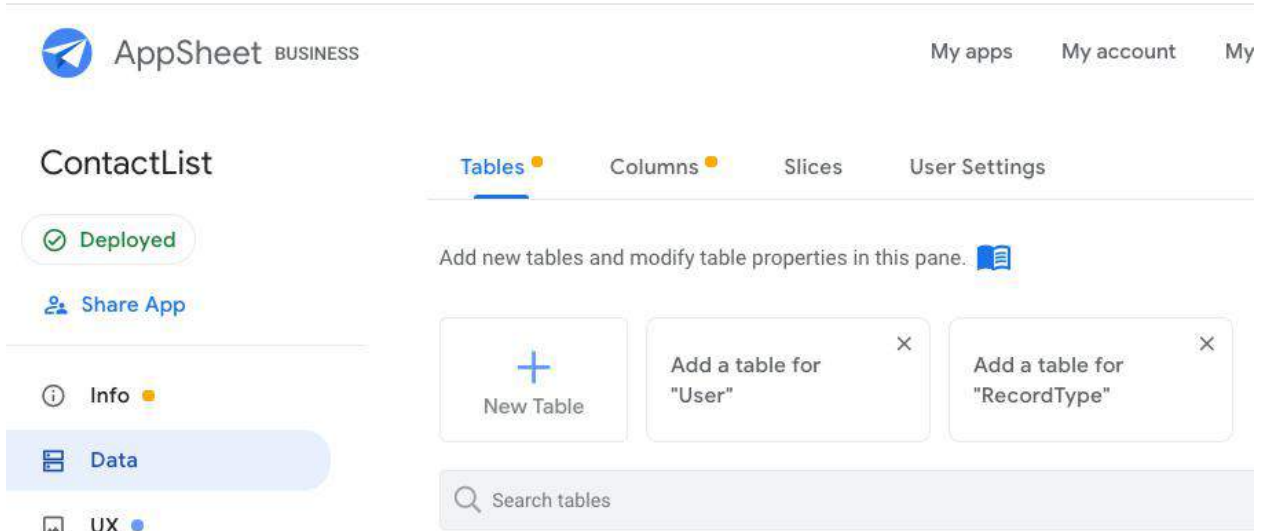 AppSheet BUSINESS
My apps My account My
ContactList
Tables Columns Slices User Settings
Deployed
Add new tables and modify table properties in this pane.
Share App
Add a table for
"User"
Add a table for
"RecordType"
New Table
Info
Data
Search tables
UX